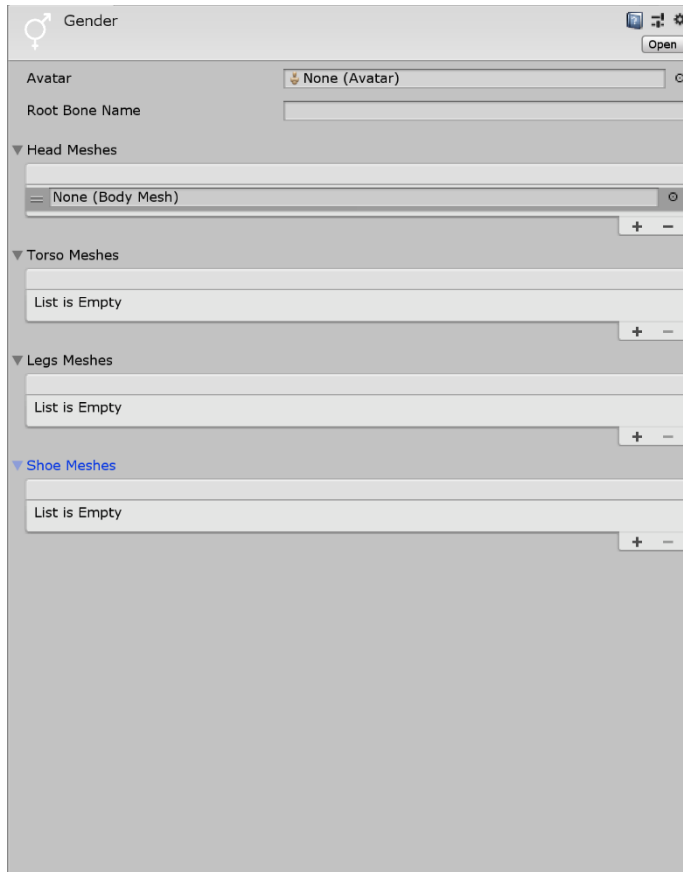 Gender
Open
Avatar None (Avatar)
Root Bone Name
Head Meshes
None (Body Mesh)
+ −
Torso Meshes
List is Empty
+ −
Legs Meshes
List is Empty
+ −
Shoe Meshes
List is Empty
+ −